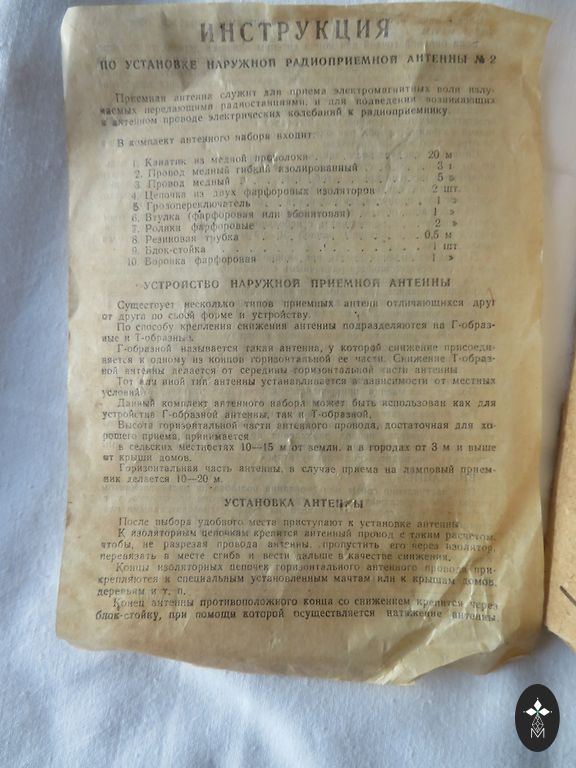 ИНСТРУКЦИЯ
ПО УСТАНОВКЕ НАРУЖНОЙ РАДИОПРИЕМНОЙ АНТЕННЫ № 2
Приемная антенна служит для приема электромагнитных волн излу-
чаемых передающими радиостанциями, и для подведения возникающих
в антенном проводе электрических колебаний к радиоприемнику.
В комплект антенного набора входит:
1. Канатик из медной проволоки . . . . . . . . 20 м
2. Провод медный гибкий изолированный . . . . . 3 »
3. Провод медный . . . . . . . . . 5 »
4. Цепочка из двух фарфоровых изоляторов . . . 2 шт.
5. Грозопереключатель . . . . . . . . . 1 »
6. Втулка (фарфоровая или эбонитовая) . . . . . 1 »
7. Ролики фарфоровые . . . . . . . . 2 »
8. Резиновая трубка . . . . . . . . . 0,5 м
9. Блок-стойка . . . . . . . . . . 1 шт
10. Воронка фарфоровая . . . . . . . . 1 »
УСТРОЙСТВО НАРУЖНОЙ ПРИЕМНОЙ АНТЕННЫ
Существует несколько типов приемных антенн отличающихся друг
от друга по своей форме и устройству.
По способу крепления снижения антенны подразделяются на Г-образ-
ные и Т-образные.
Г-образной называется такая антенна, у которой снижение присоеди-
няется к одному из концов горизонтальной ее части. Снижение Т-образ-
ной антенны делается от середины горизонтальной части антенны
Тот или иной тип антенны устанавливается в зависимости от местных
условий.
Данный комплект антенного набора может быть использован как для
устройства Г-образной антенны, так и Т-образной.
Высота горизонтальной части антенного провода, достаточная для хо-
рошего приема, принимается
в сельских местностях 10—15 м от земли, а в городах от 3 м и выше
от крыши домов.
Горизонтальная часть антенны, в случае приема на ламповый прием-
ник делается 10—20 м.
УСТАНОВКА АНТЕННЫ
После выбора удобного места приступают к установке антенны.
К изоляторным цепочкам крепится антенный провод с таким расчетом,
чтобы, не разрезая провода антенны, пропустить его через изолятор,
перевязать в месте сгиба и вести дальше в качестве снижения.
Концы изоляторных цепочек горизонтального антенного провода при-
крепляются к специальным установленным мачтам или к крышам домов,
деревьям и т. п.
Конец антенны противоположного конца со снижением крепится через
блок-стойку, при помощи которой осуществляется натяжение антенны.
М